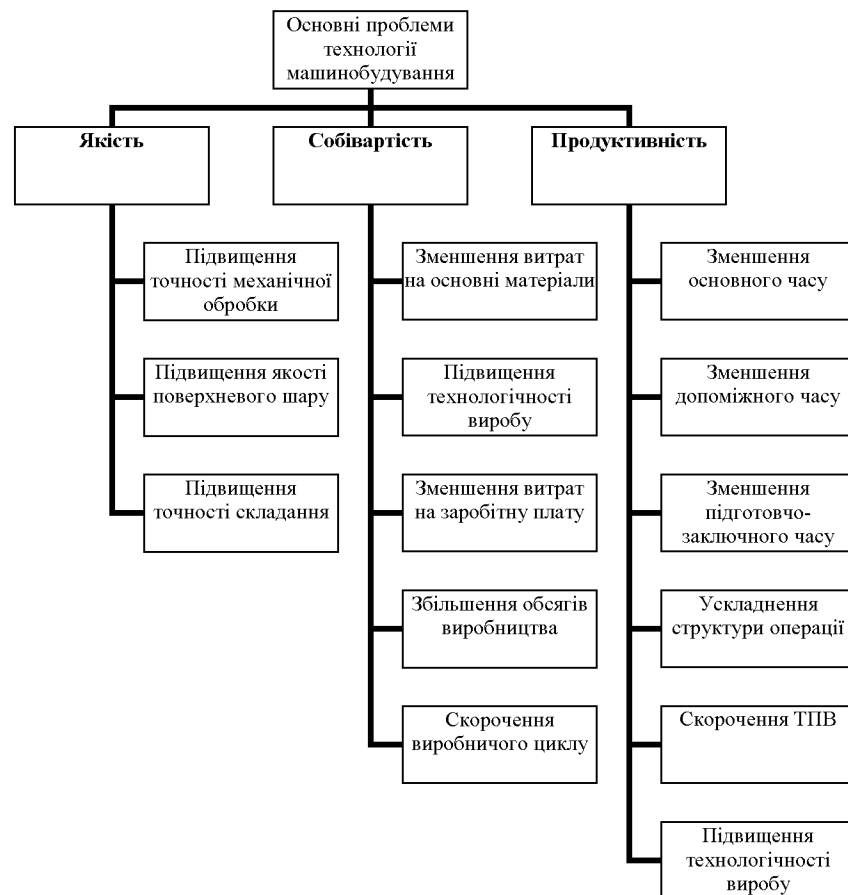 Основні проблеми
технології
машинобудування
Якість
Собівартість
Продуктивність
Підвищення
точності механічної
обробки
Підвищення якості
поверхневого шару
Підвищення
точності складання
Зменшення витрат
на основні матеріали
Підвищення
технологічності
виробу
Зменшення витрат
на заробітну плату
Збільшення обсягів
виробництва
Скорочення
виробничого циклу
Зменшення
основного часу
Зменшення
допоміжного часу
Зменшення
підготовчо-
заключного часу
Ускладнення
структури операції
Скорочення ТПВ
Підвищення
технологічності
виробу